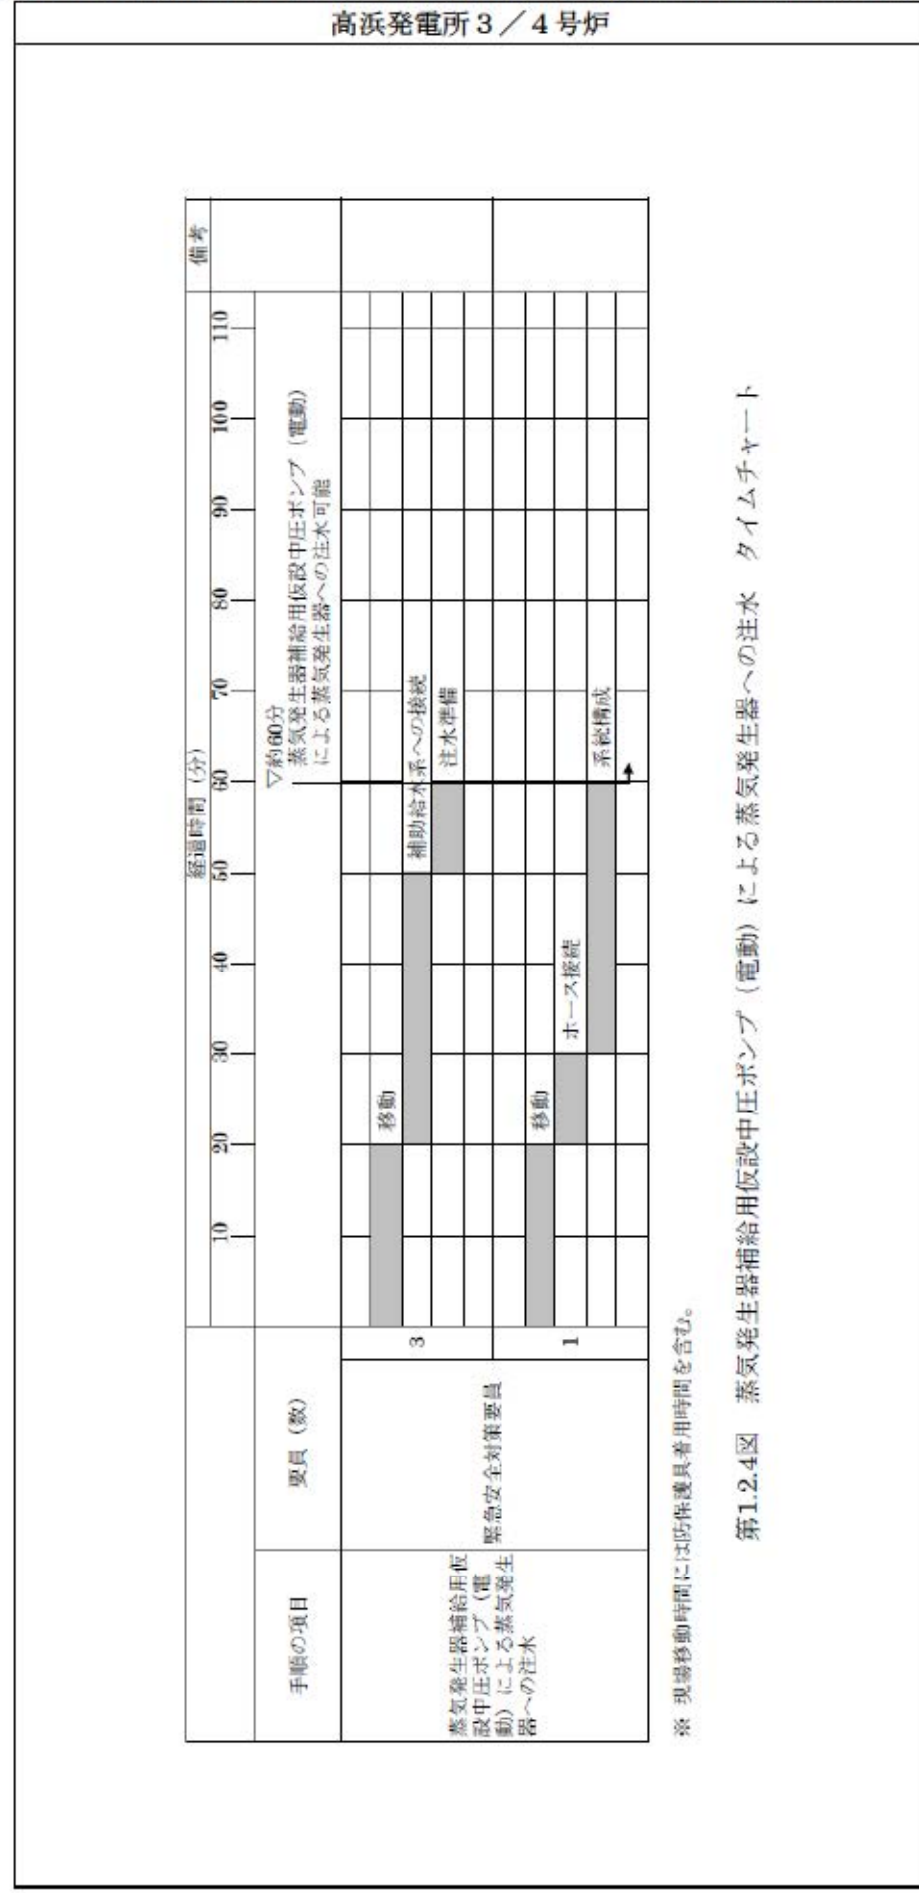 高浜発電所3／4号炉
経過時間（分）
備考
10
20
30
40
50
60
70
80
90
100
110
手順の項目
要員（数）
▽約60分
蒸気発生器補給用仮設中圧ポンプ（電動）
による蒸気発生器への注水可能
蒸気発生器補給用仮
設中圧ポンプ（電
動）による蒸気発生
器への注水
緊急安全対策要員
3
移動
補助給水系への接続
注水準備
1
移動
ホース接続
系統構成
※ 現場移動時間には防保護具着用時間を含む。
第1.2.4図　蒸気発生器補給用仮設中圧ポンプ（電動）による蒸気発生器への注水　タイムチャート